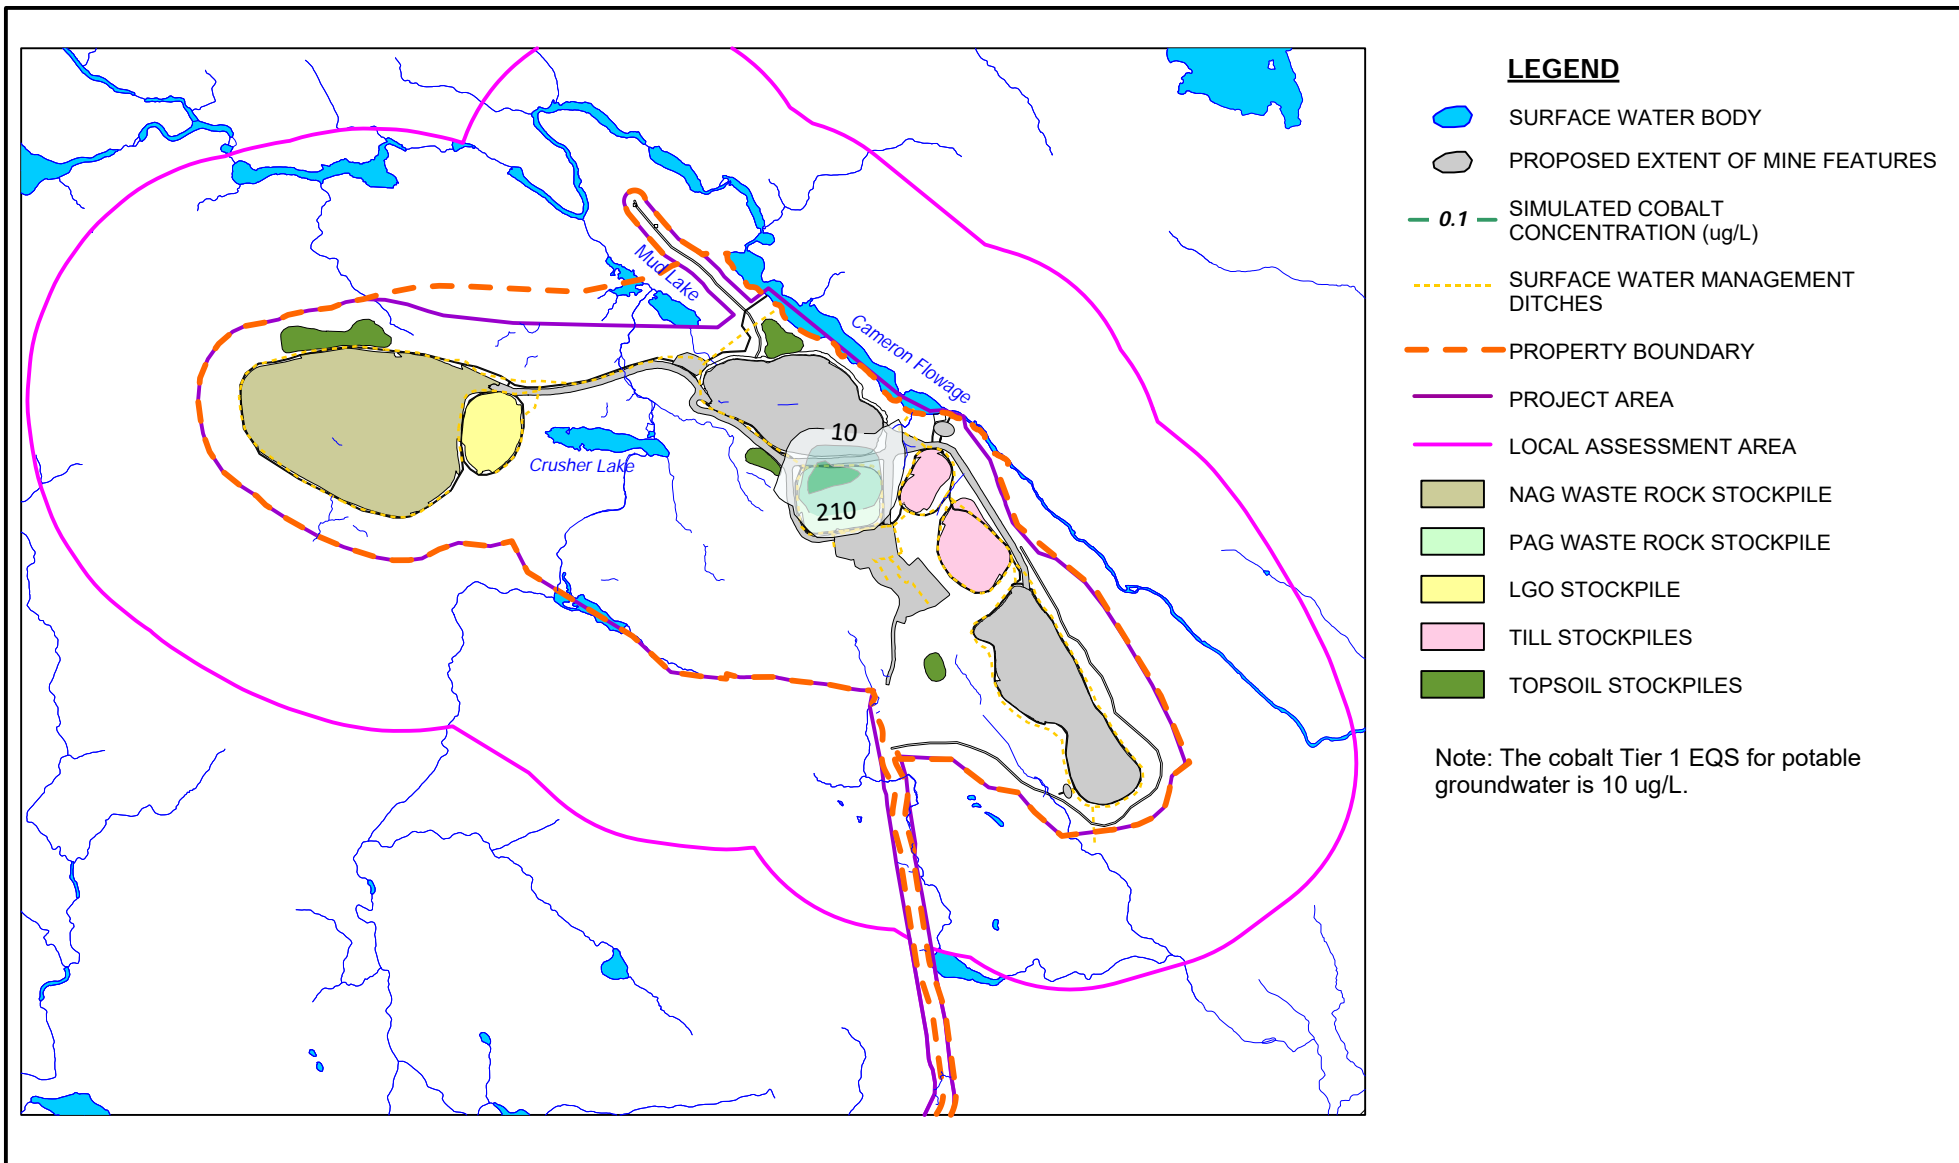 LEGEND
SURFACE WATER BODY
PROPOSED EXTENT OF MINE FEATURES
0.1
SIMULATED COBALT
CONCENTRATION (ug/L)
SURFACE WATER MANAGEMENT
DITCHES
PROPERTY BOUNDARY
PROJECT AREA
LOCAL ASSESSMENT AREA
NAG WASTE ROCK STOCKPILE
PAG WASTE ROCK STOCKPILE
LGO STOCKPILE
TILL STOCKPILES
TOPSOIL STOCKPILES
Note: The cobalt Tier 1 EQS for potable
groundwater is 10 ug/L.
Mud Lake
Cameron Flowage
Crusher Lake
10
210